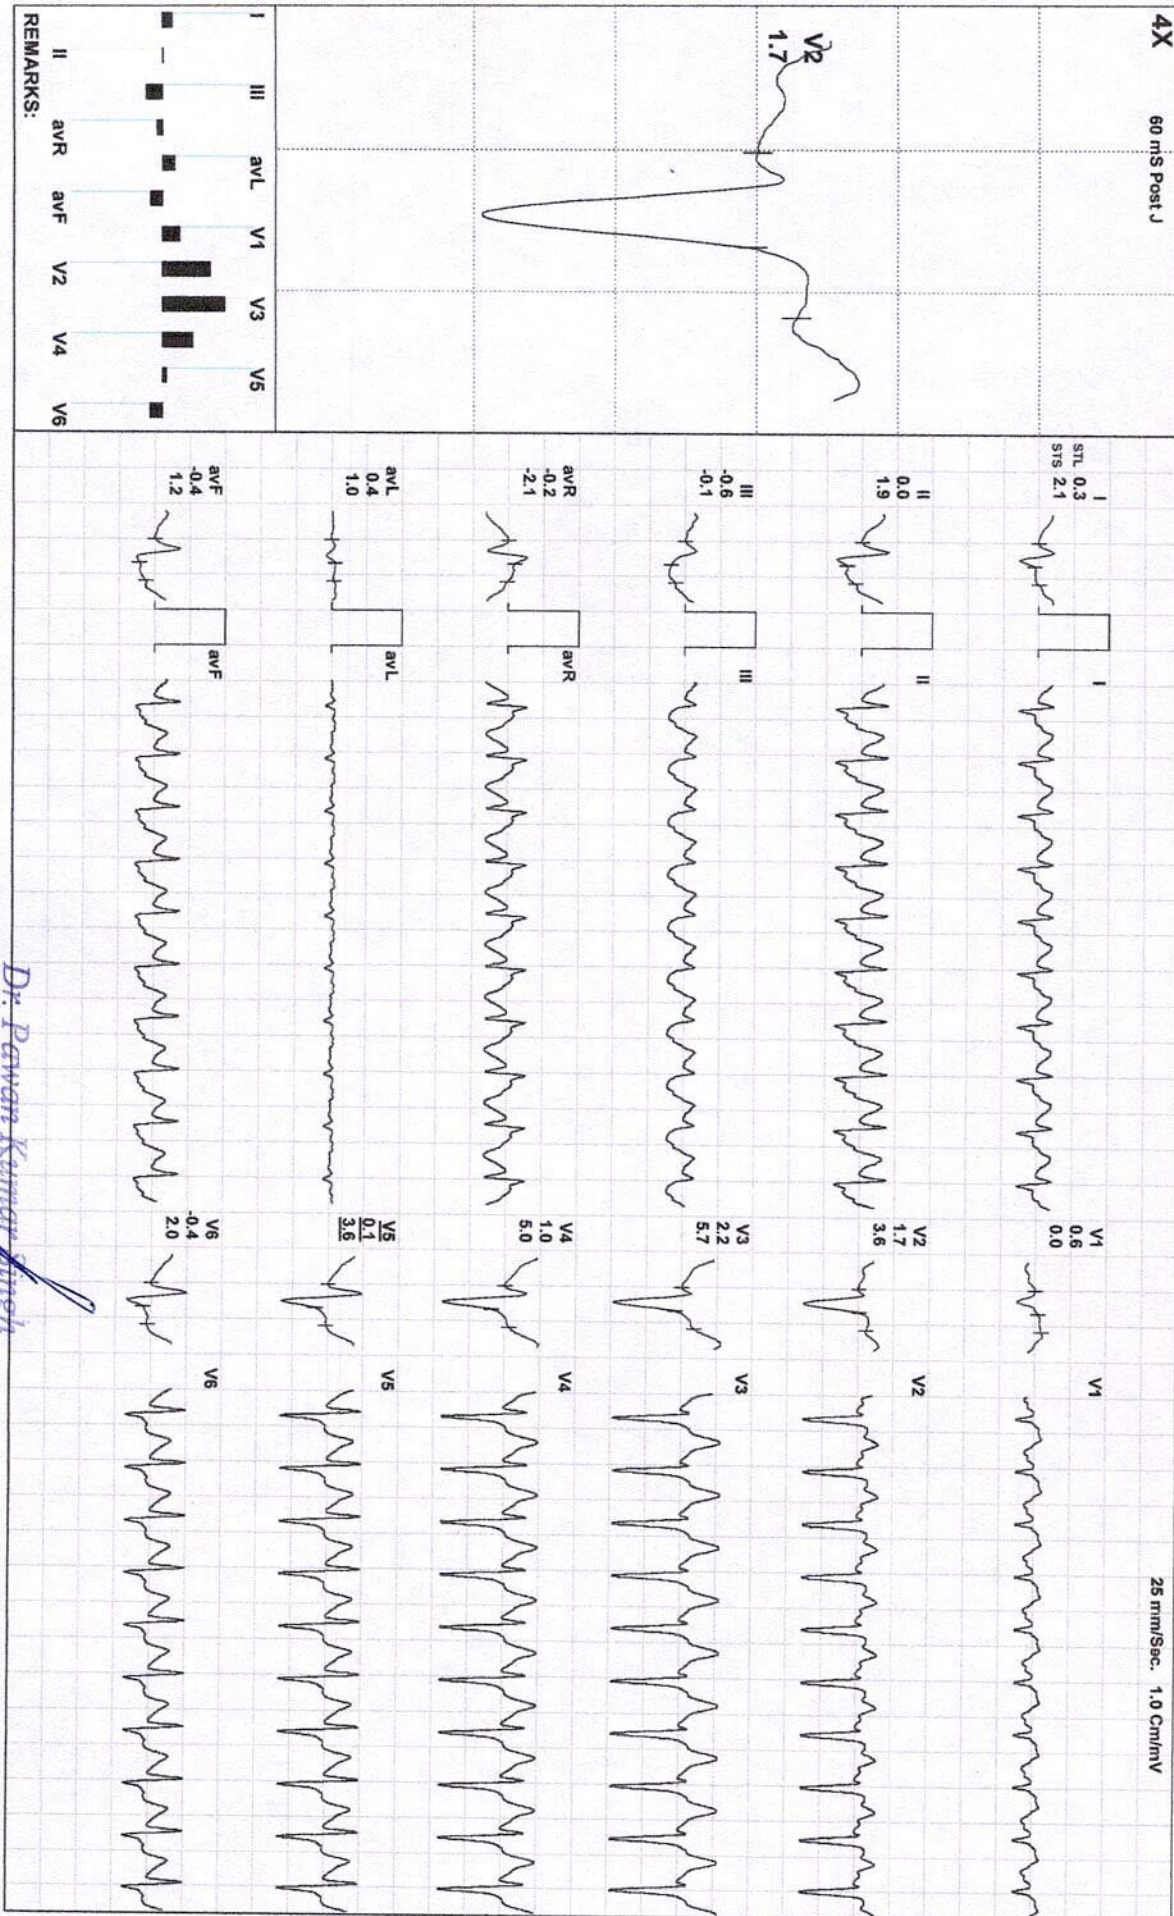 4X
60 mS Post J
25 mm/Sec. 1.0 Cm/mV
V2
1.7
I
STL 0.3
STS 2.1
I
V1
0.6
0.0
V1
II
0.0
1.9
II
V2
1.7
3.6
V2
III
-0.6
-0.1
III
V3
2.2
5.7
V3
avR
-0.2
-2.1
avR
V4
1.0
5.0
V4
avL
0.4
1.0
avL
V5
0.1
3.6
V5
avF
-0.4
1.2
avF
V6
-0.4
2.0
V6
I III avL V1 V3 V5
II avR avF V2 V4 V6
REMARKS:
Dr. Pawan Kumar Singh